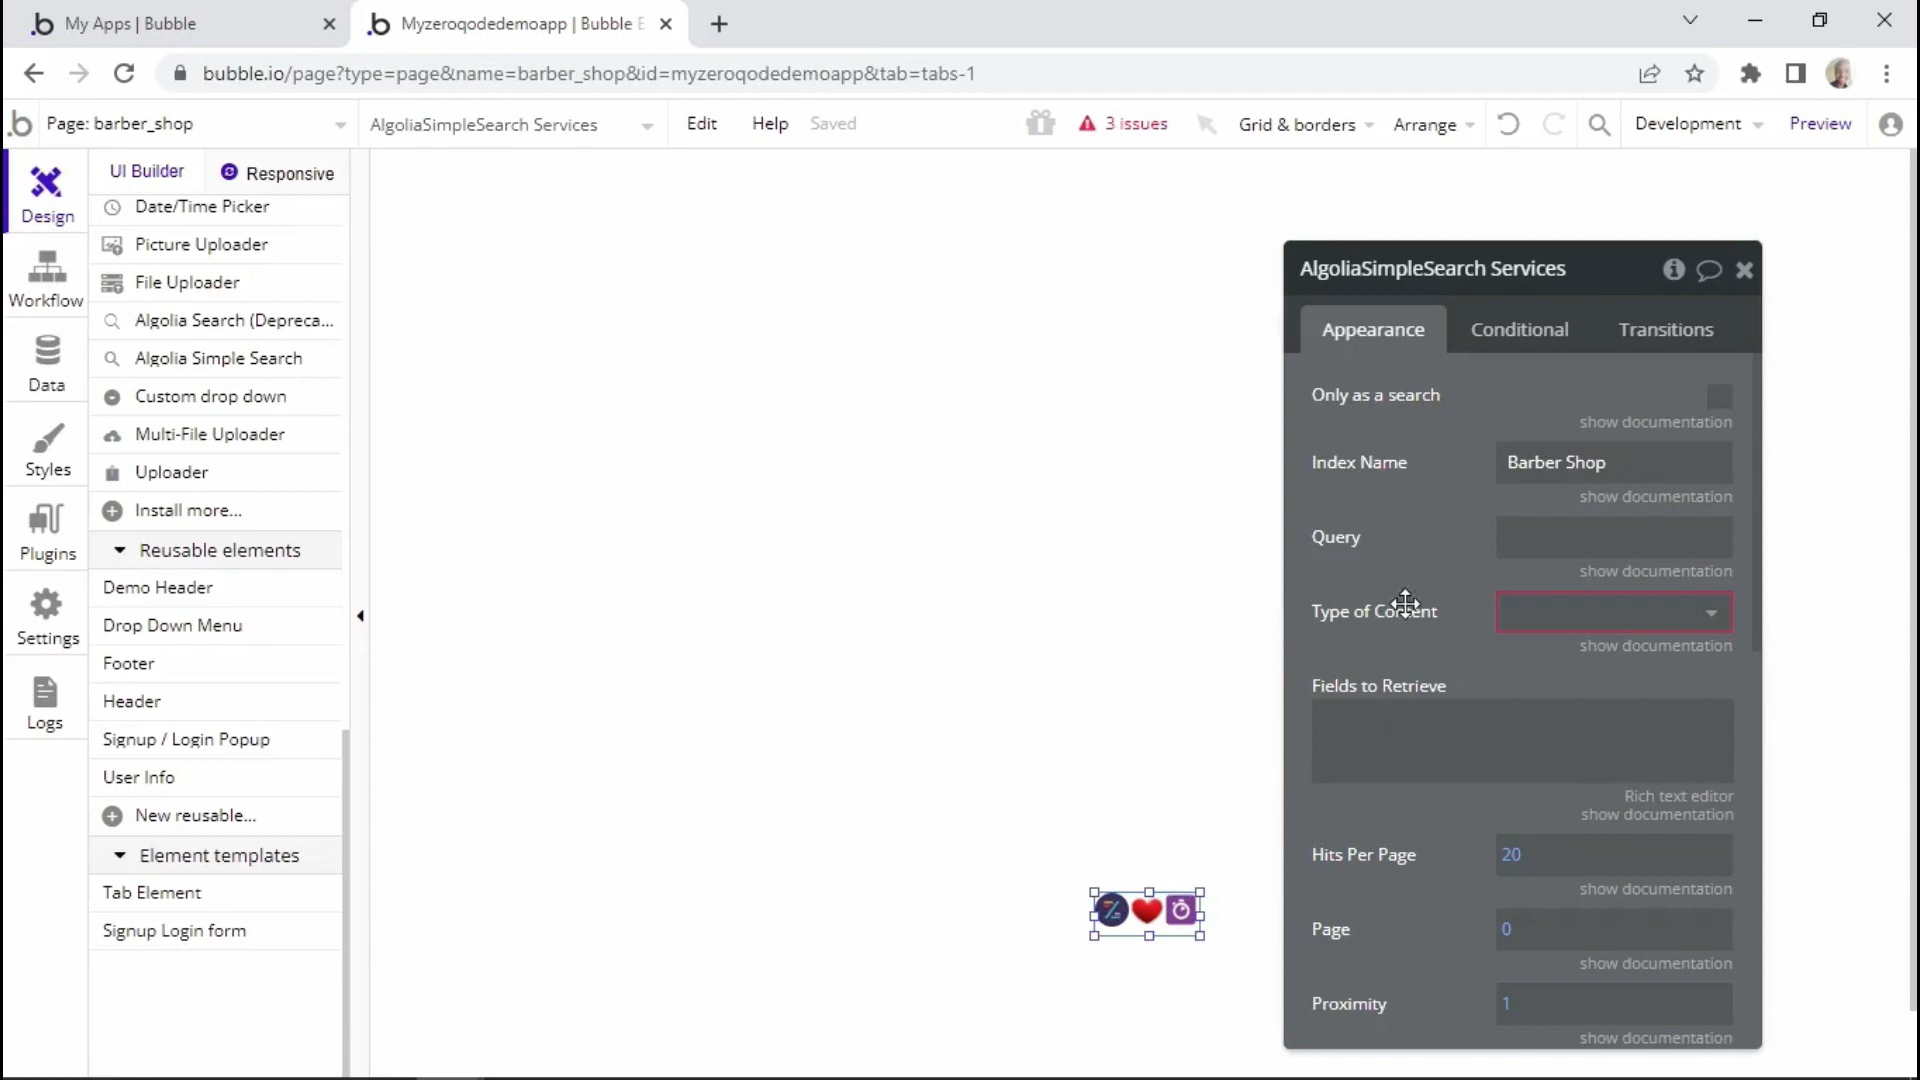 My Apps | Bubble
Myzeroqodedemoapp | Bubble E
bubble.io/page?type=page&name=barber_shop&id=myzeroqodedemoapp&tab=tabs-1
Page: barber_shop
AlgoliaSimpleSearch Services
Edit
Help
Saved
3 issues
Grid & borders
Arrange
Development
Preview
Design
Workflow
Data
Styles
Plugins
Settings
Logs
UI Builder
Responsive
Date/Time Picker
Picture Uploader
File Uploader
Algolia Search (Depreca...
Algolia Simple Search
Custom drop down
Multi-File Uploader
Uploader
Install more...
Reusable elements
Demo Header
Drop Down Menu
Footer
Header
Signup / Login Popup
User Info
New reusable...
Element templates
Tab Element
Signup Login form
AlgoliaSimpleSearch Services
Appearance
Conditional
Transitions
Only as a search
show documentation
Index Name
Barber Shop
show documentation
Query
show documentation
Type of Content
show documentation
Fields to Retrieve
Rich text editor
show documentation
Hits Per Page
20
show documentation
Page
0
show documentation
Proximity
1
show documentation